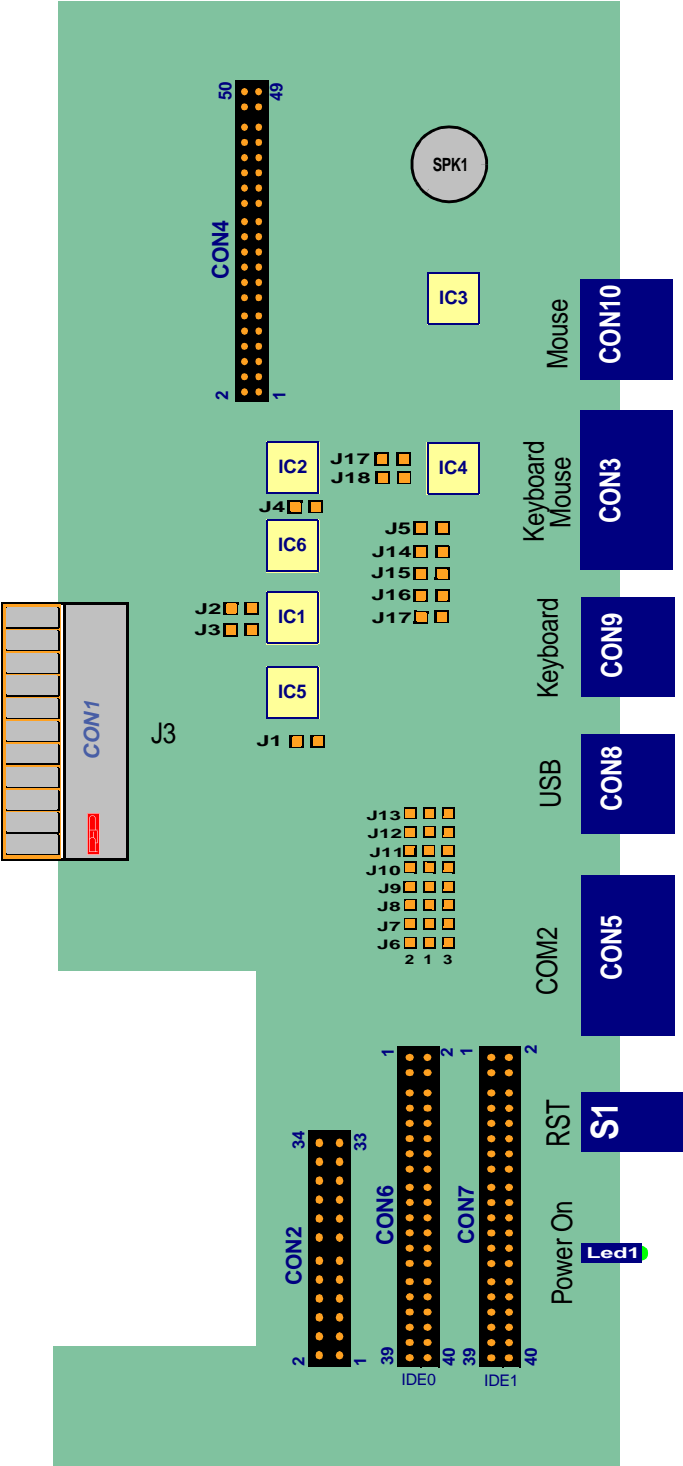 50
49
SPK1
CON4
IC3
Mouse
CON10
2
1
IC2
J17
J18
IC4
Keyboard
Mouse
CON3
J4
IC6
J5
J14
J15
J16
J17
J2
J3
IC1
Keyboard
CON9
IC5
CON1
J3
J1
USB
CON8
J13
J12
J11
J10
J9
J8
J7
J6
2 1 3
COM2
CON5
1
2
1
2
RST
S1
34
33
CON2
CON6
CON7
Power On
Led1
2
1
39
40
39
40
IDE0
IDE1